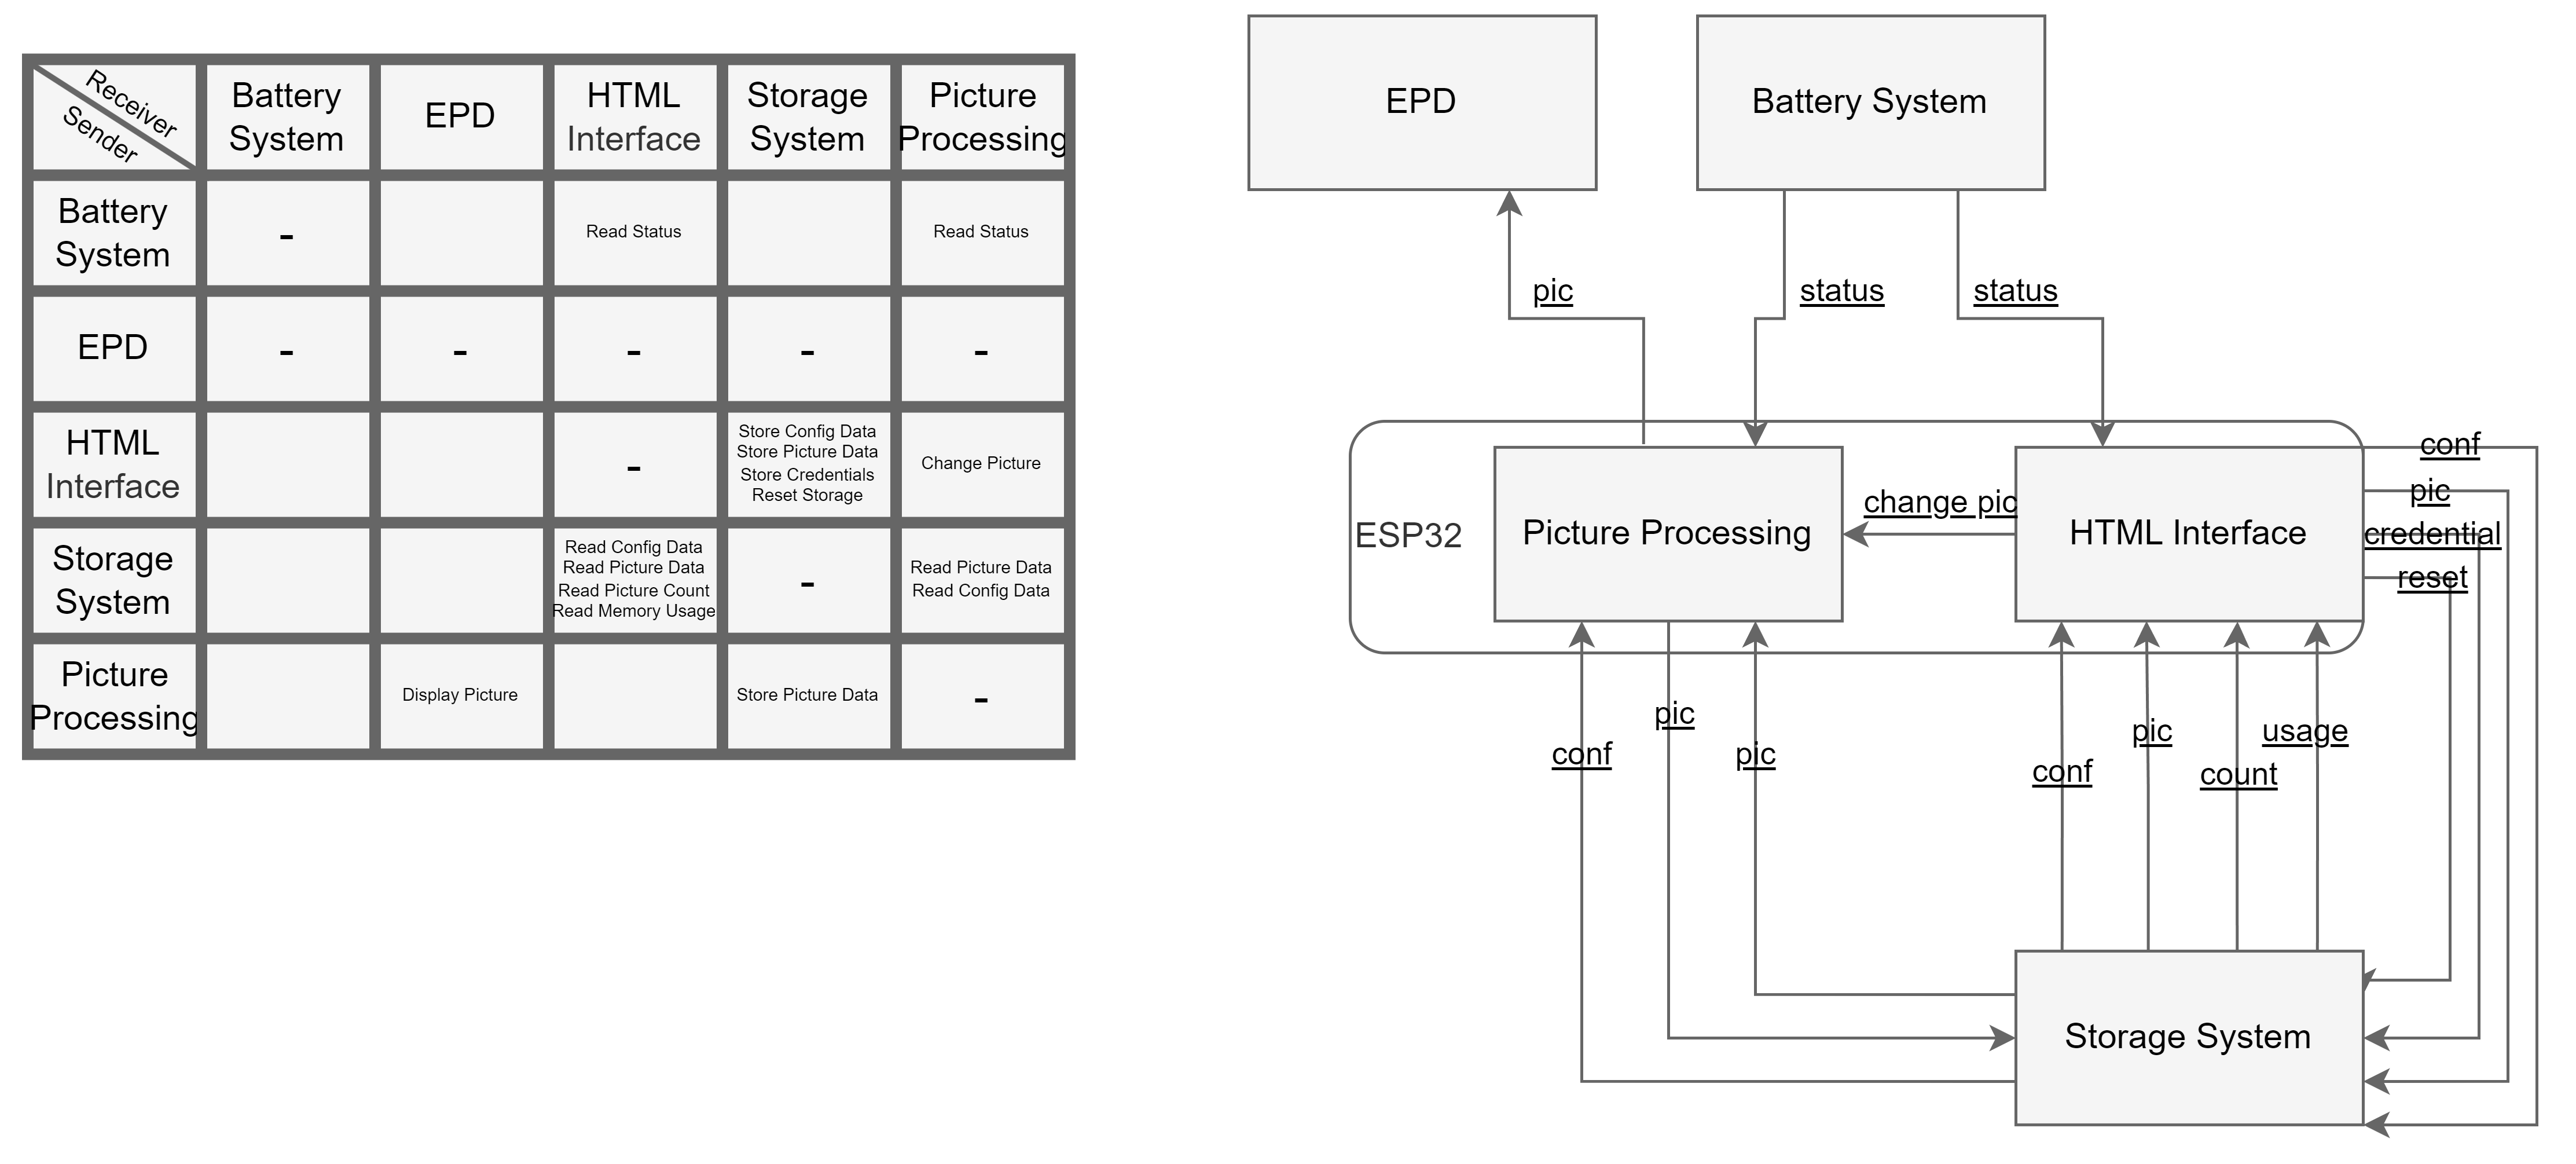 Receiver
Sender
Battery
System
EPD
HTML
Interface
Storage
System
Picture
Processing
Battery
System
-
Read Status
Read Status
EPD
-
-
-
-
-
HTML
Interface
-
Store Config Data
Store Picture Data
Store Credentials
Reset Storage
Change Picture
Storage
System
Read Config Data
Read Picture Data
Read Picture Count
Read Memory Usage
-
Read Picture Data
Read Config Data
Picture
Processing
Display Picture
Store Picture Data
-
EPD
Battery System
pic
status
status
ESP32
Picture Processing
change pic
HTML Interface
conf
pic
credential
reset
conf
pic
pic
conf
pic
count
usage
Storage System